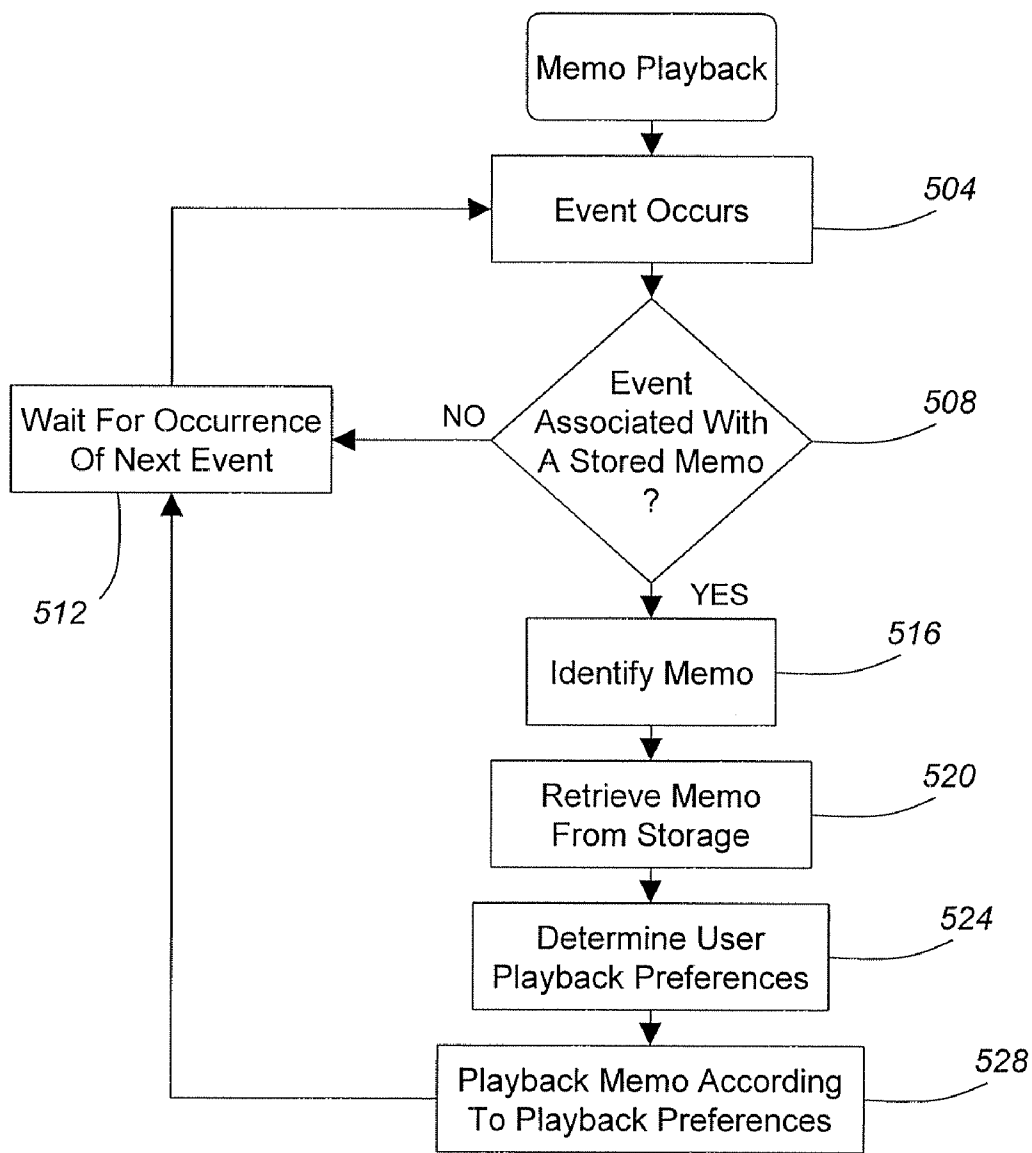 Memo Playback
Event Occurs
504
Event
Associated With
A Stored Memo
?
508
NO
Wait For Occurrence
Of Next Event
512
YES
Identify Memo
516
Retrieve Memo
From Storage
520
Determine User
Playback Preferences
524
Playback Memo According
To Playback Preferences
528